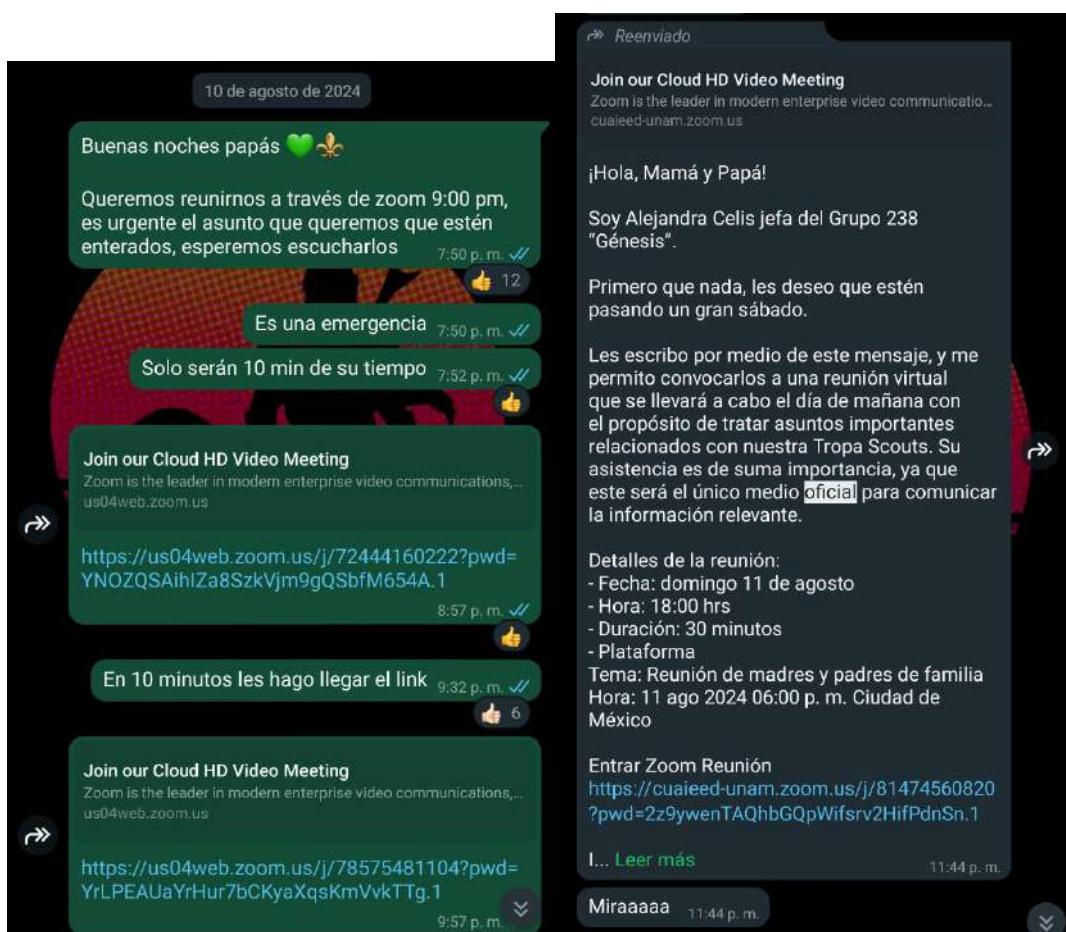 10 de agosto de 2024
Buenas noches papás 💚⚜️
Queremos reunirnos a través de zoom 9:00 pm,
es urgente el asunto que queremos que estén
enterados, esperemos escucharlos 7:50 p. m.
👍 12
Es una emergencia 7:50 p. m.
Solo serán 10 min de su tiempo 7:52 p. m.
👍
Join our Cloud HD Video Meeting
Zoom is the leader in modern enterprise video communications,...
us04web.zoom.us
https://us04web.zoom.us/j/72444160222?pwd=
YNOZQSAihIZa8SzkVjm9gQSbfM654A.1
8:57 p. m.
👍
En 10 minutos les hago llegar el link 9:32 p. m.
👍🏻 6
Join our Cloud HD Video Meeting
Zoom is the leader in modern enterprise video communications,...
us04web.zoom.us
https://us04web.zoom.us/j/78575481104?pwd=
YrLPEAUaYrHur7bCKyaXqsKmVvkTTg.1
9:57 p. m.
Reenviado
Join our Cloud HD Video Meeting
Zoom is the leader in modern enterprise video communicatio...
cuaieed-unam.zoom.us
¡Hola, Mamá y Papá!
Soy Alejandra Celis jefa del Grupo 238
"Génesis".
Primero que nada, les deseo que estén
pasando un gran sábado.
Les escribo por medio de este mensaje, y me
permito convocarlos a una reunión virtual
que se llevará a cabo el día de mañana con
el propósito de tratar asuntos importantes
relacionados con nuestra Tropa Scouts. Su
asistencia es de suma importancia, ya que
este será el único medio oficial para comunicar
la información relevante.
Detalles de la reunión:
- Fecha: domingo 11 de agosto
- Hora: 18:00 hrs
- Duración: 30 minutos
- Plataforma
Tema: Reunión de madres y padres de familia
Hora: 11 ago 2024 06:00 p. m. Ciudad de
México
Entrar Zoom Reunión
https://cuaieed-unam.zoom.us/j/81474560820
?pwd=2z9ywenTAQhbGQpWifsrv2HifPdnSn.1
I... Leer más
11:44 p. m.
Miraaaaa 11:44 p. m.